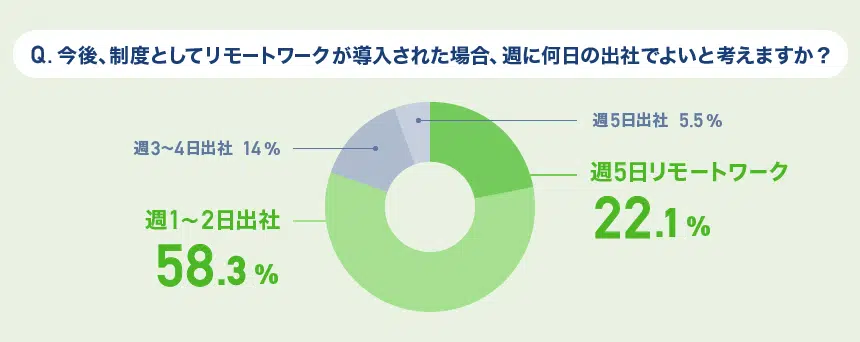 Q. 今後、制度としてリモートワークが導入された場合、週に何日の出社でよいと考えますか？
週5日出社 5.5%
週3〜4日出社 14%
週5日リモートワーク
22.1%
週1〜2日出社
58.3%